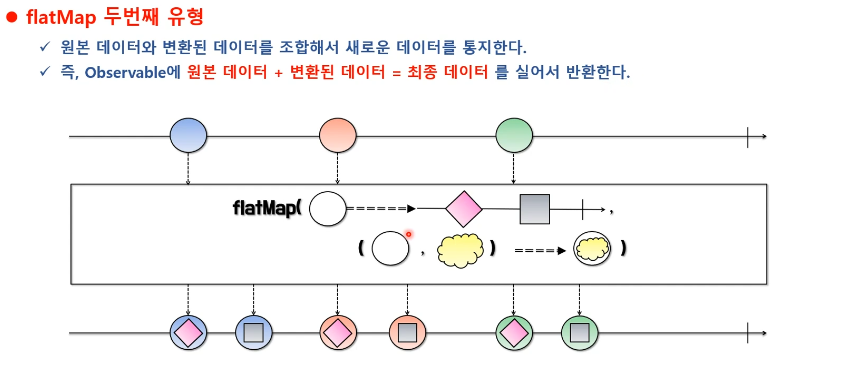 ● flatMap 두번째 유형
✓ 원본 데이터와 변환된 데이터를 조합해서 새로운 데이터를 통지한다.
✓ 즉, Observable에 원본 데이터 + 변환된 데이터 = 최종 데이터 를 실어서 반환한다.
flatMap( ,
( , ) )